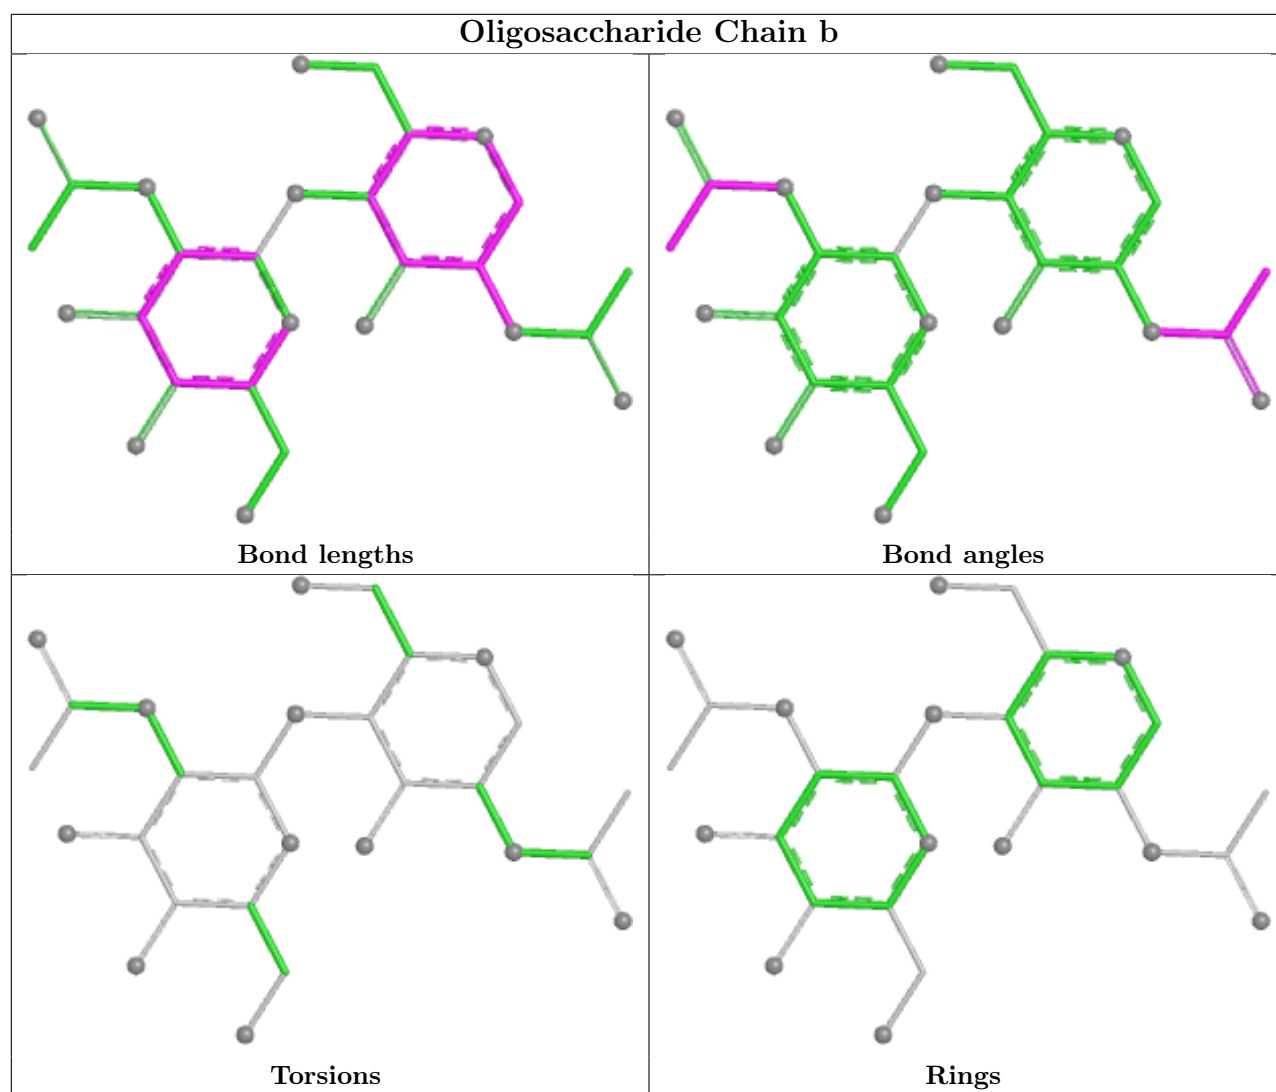 Oligosaccharide Chain b
Bond lengths
Bond angles
Torsions
Rings